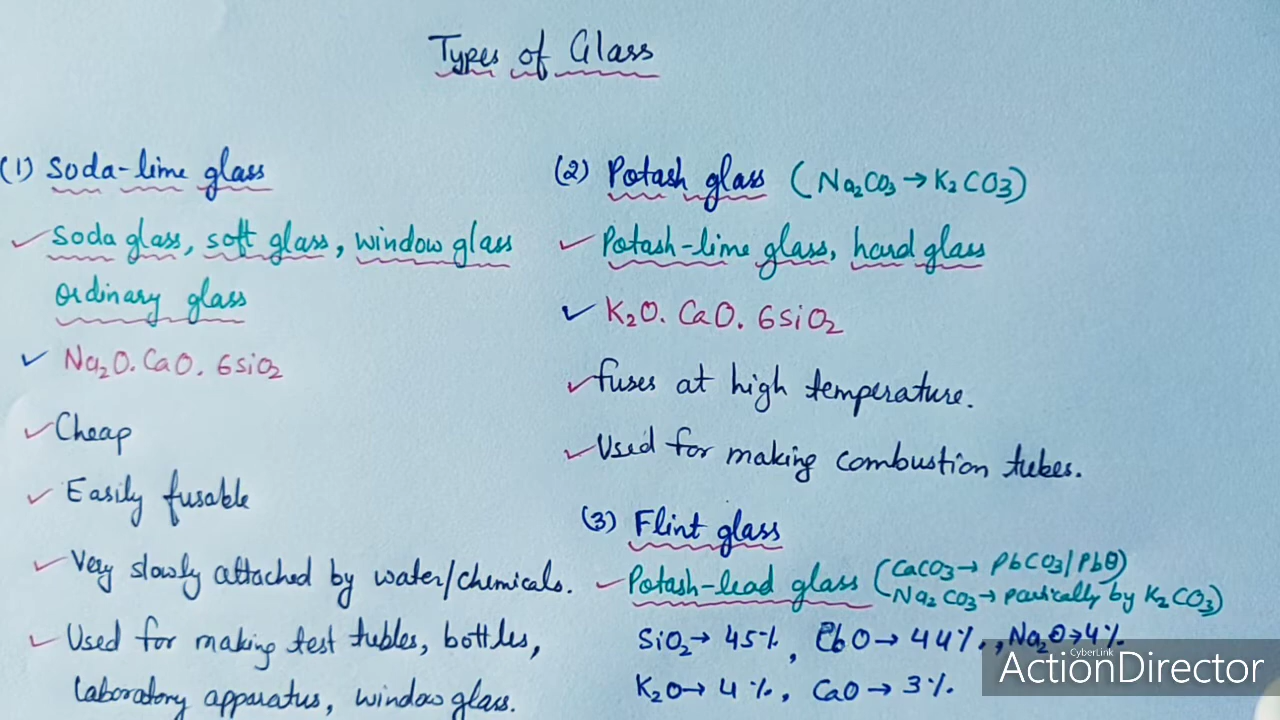 Types of Glass
(1) Soda-lime glass
✓ Soda glass, soft glass, window glass
ordinary glass
✓ Na₂O.CaO.6SiO₂
✓ Cheap
✓ Easily fusable
✓ Very slowly attached by water/chemicals.
✓ Used for making test tubles, bottles,
laboratory apparatus, window glass.
(2) Potash glass (Na₂CO₃→K₂CO3)
✓ Potash-lime glass, hard glass
✓ K₂O.CaO.6SiO₂
✓ fuses at high temperature.
✓ Used for making combustion tubes.
(3) Flint glass
✓ Potash-lead glass (CaCO3→ PbCO3/PbO)
(Na₂CO3→ partically by K₂CO3)
SiO₂→ 45%, PbO→ 44%, Na₂O→4%
K₂O→ 4%, CaO→ 3%.
CyberLink
ActionDirector